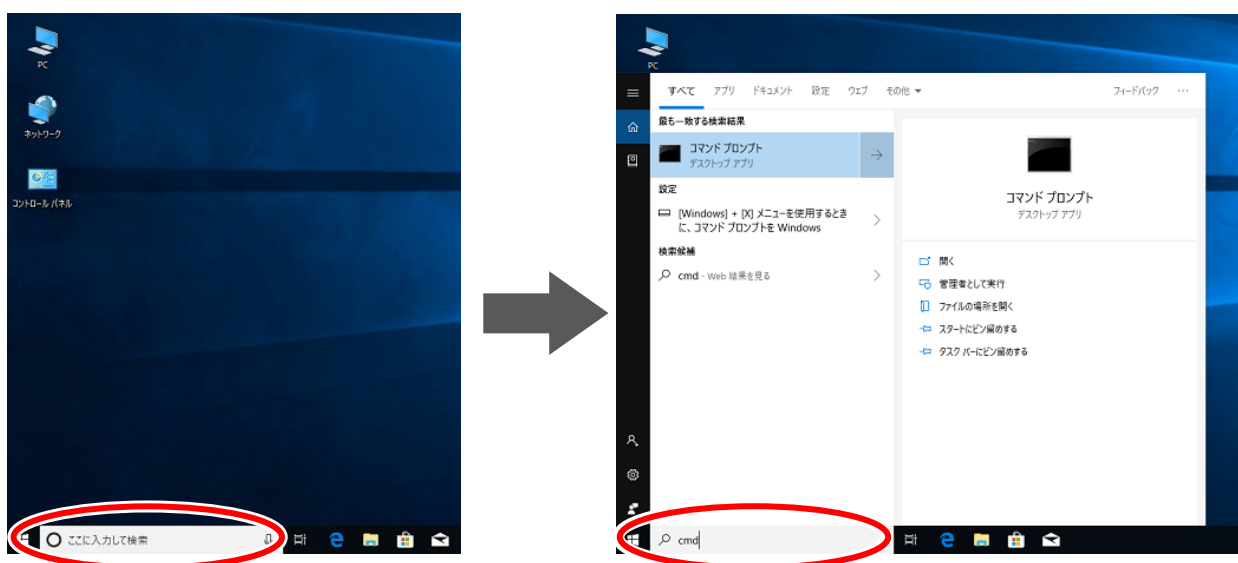 PC
ネットワーク
コントロール パネル
ここに入力して検索
PC
すべて アプリ ドキュメント 設定 ウェブ その他 フィードバック ...
最も一致する検索結果
コマンド プロンプト
デスクトップ アプリ
設定
[Windows] + [X] メニューを使用するとき
に、コマンド プロンプトを Windows
検索候補
cmd - Web 結果を見る
コマンド プロンプト
デスクトップ アプリ
開く
管理者として実行
ファイルの場所を開く
スタートにピン留めする
タスク バーにピン留めする
cmd